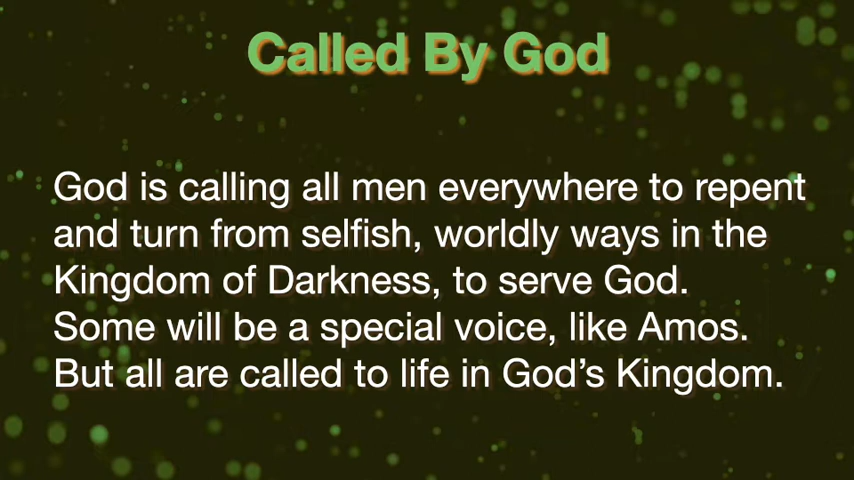 Called By God
God is calling all men everywhere to repent
and turn from selfish, worldly ways in the
Kingdom of Darkness, to serve God.
Some will be a special voice, like Amos.
But all are called to life in God’s Kingdom.